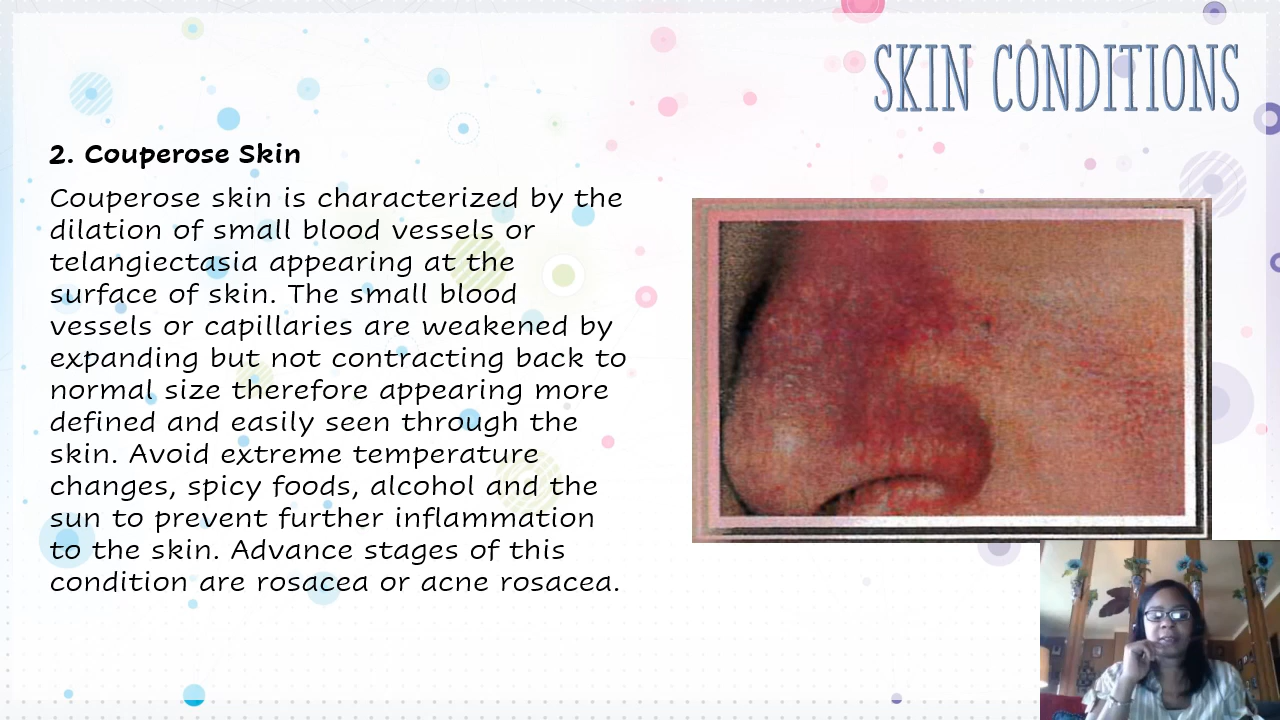 SKIN CONDITIONS
2. Couperose Skin
Couperose skin is characterized by the
dilation of small blood vessels or
telangiectasia appearing at the
surface of skin. The small blood
vessels or capillaries are weakened by
expanding but not contracting back to
normal size therefore appearing more
defined and easily seen through the
skin. Avoid extreme temperature
changes, spicy foods, alcohol and the
sun to prevent further inflammation
to the skin. Advance stages of this
condition are rosacea or acne rosacea.